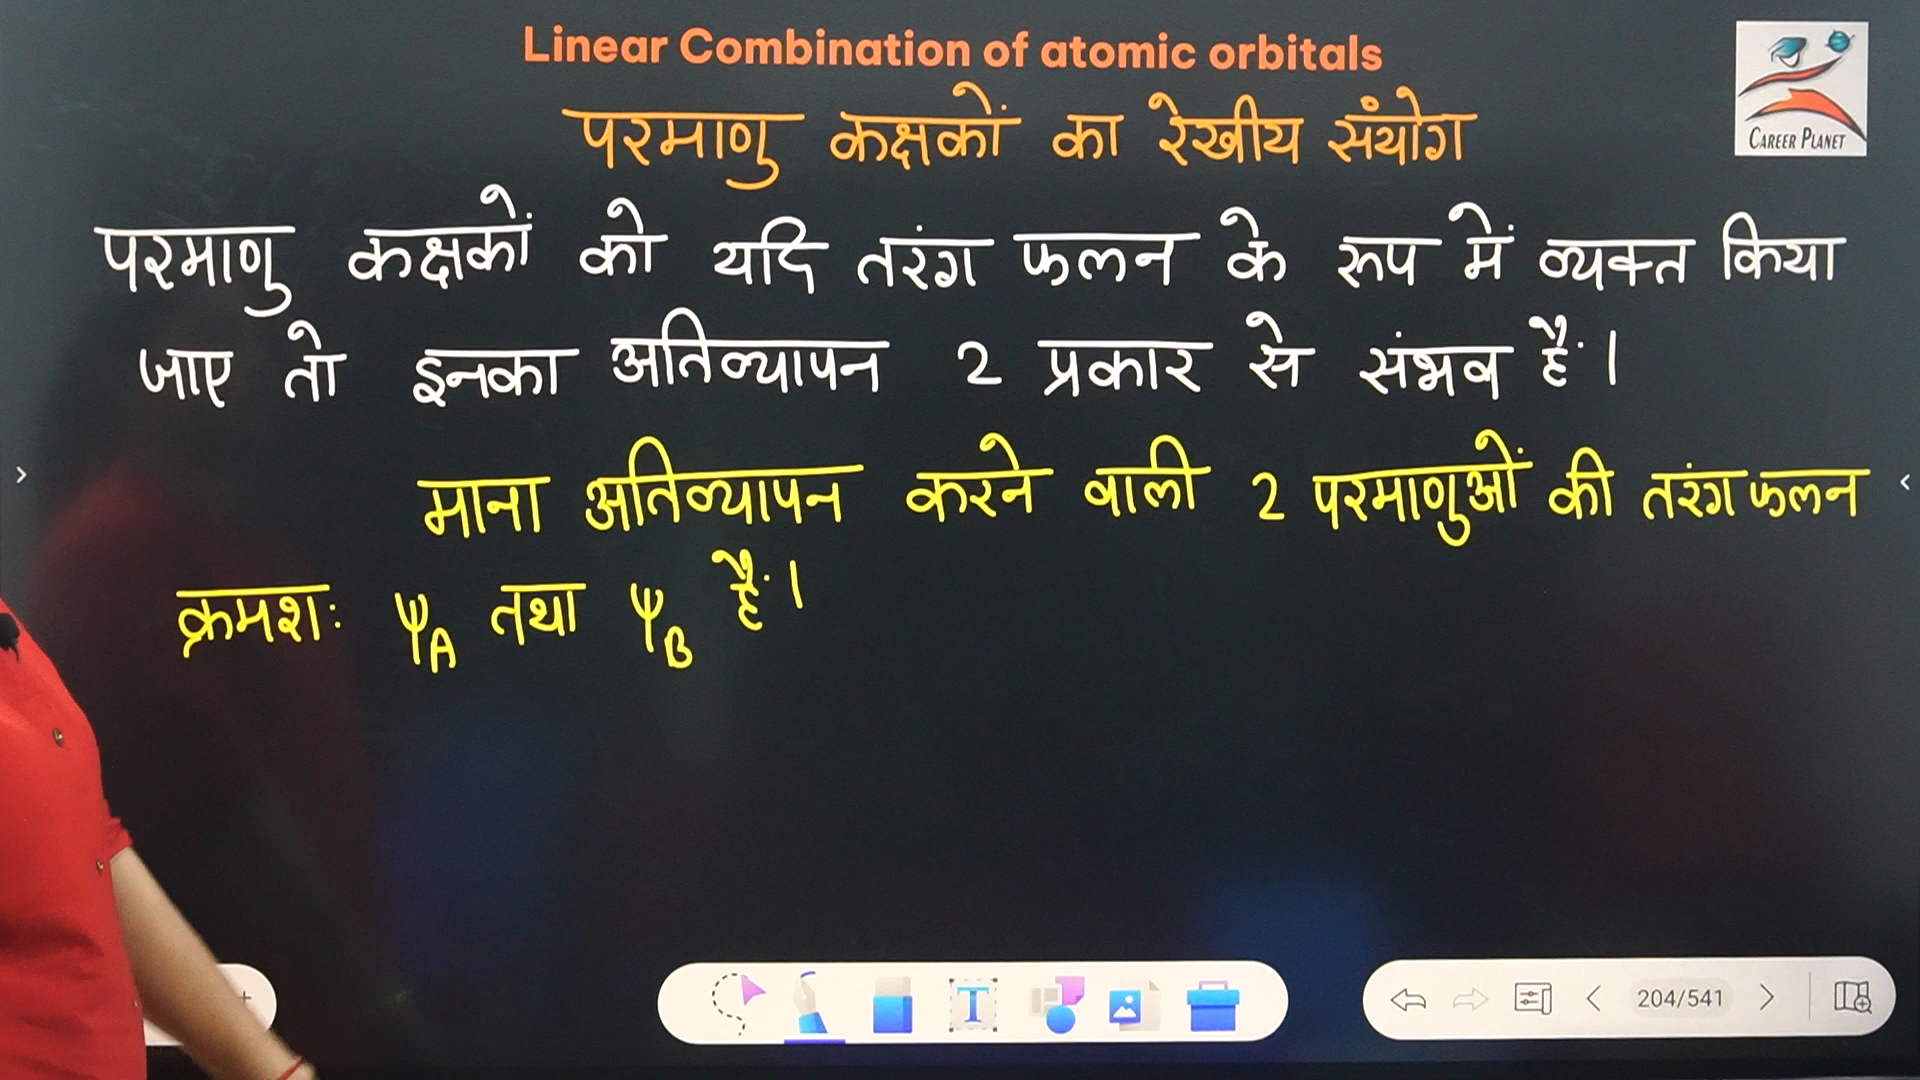 Linear Combination of atomic orbitals
परमाणु कक्षकों का रेखीय संयोग
CAREER PLANET
परमाणु कक्षकों को यदि तरंग फलन के रूप में व्यक्त किया
जाए तो इनका अतिव्यापन 2 प्रकार से संभव हैं।
माना अतिव्यापन करने वाली 2 परमाणुओं की तरंग फलन
क्रमशः ψA तथा ψB हैं।
204/541